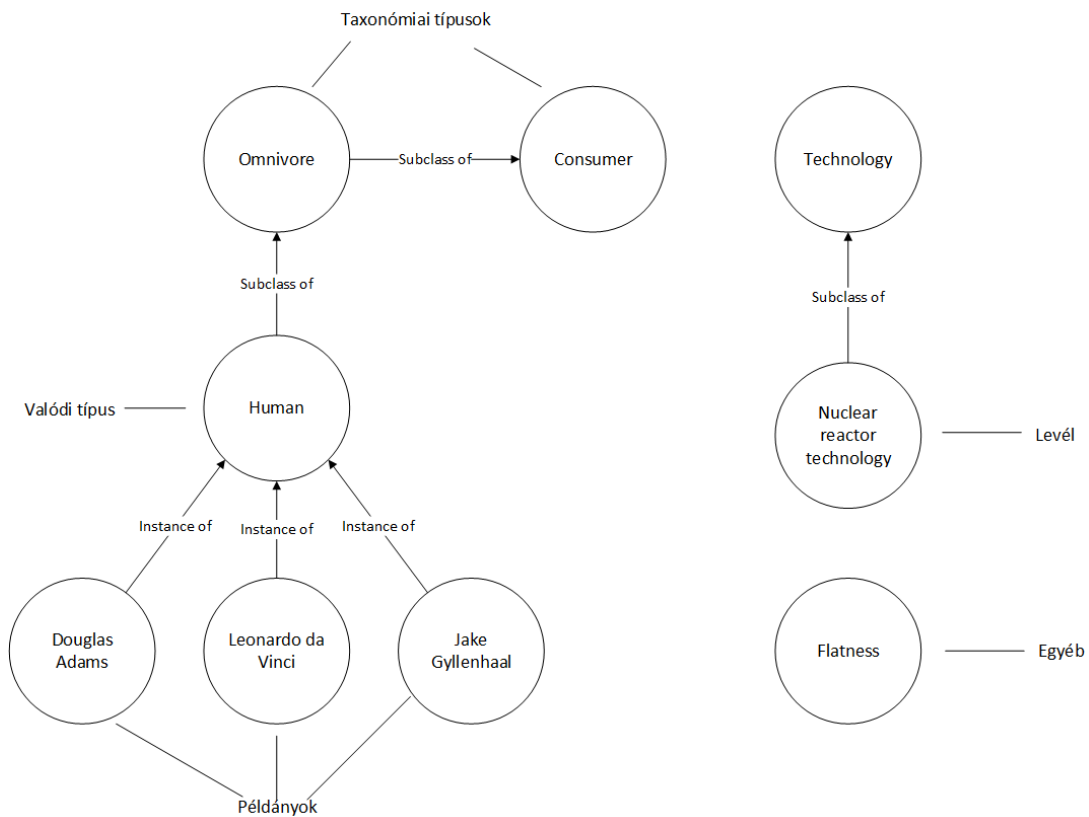 Taxonómiai típusok
Omnivore
Subclass of
Consumer
Technology
Subclass of
Subclass of
Valódi típus
Human
Nuclear
reactor
technology
Levél
Instance of
Instance of
Instance of
Douglas
Adams
Leonardo da
Vinci
Jake
Gyllenhaal
Flatness
Egyéb
Példányok